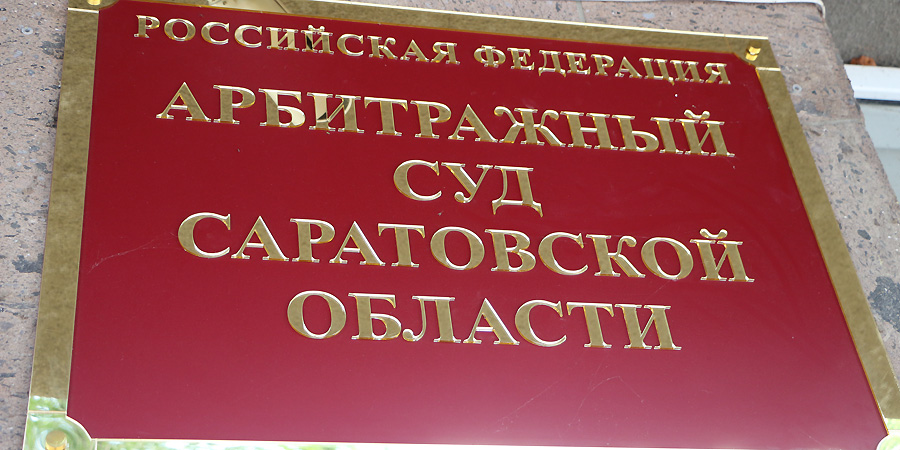 РОССИЙСКАЯ ФЕДЕРАЦИЯ
АРБИТРАЖНЫЙ
СУД
САРАТОВСКОЙ
ОБЛАСТИ